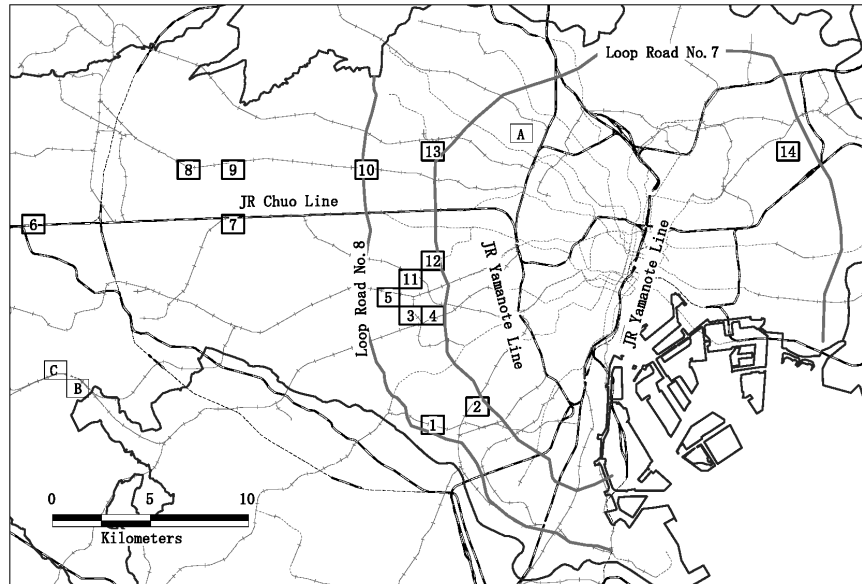 Loop Road No.7
A
13
14
8
9
10
JR Chuo Line
6
7
12
11
5
3
4
Loop Road No.8
JR Yamanote Line
JR Yamanote Line
C
B
2
1
0
5
10
Kilometers